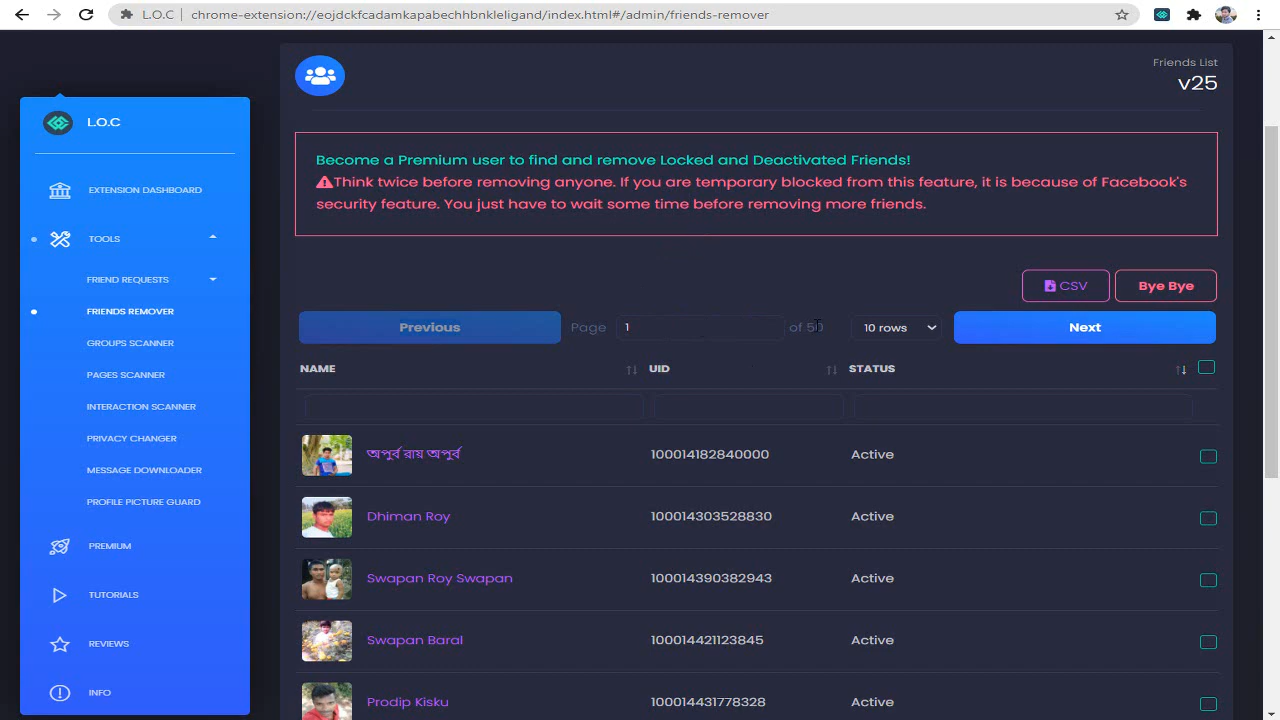 L.O.C
chrome-extension://eojdckfcadamkapabechhbnkleligand/index.html#/admin/friends-remover
L.O.C
EXTENSION DASHBOARD
TOOLS
FRIEND REQUESTS
FRIENDS REMOVER
GROUPS SCANNER
PAGES SCANNER
INTERACTION SCANNER
PRIVACY CHANGER
MESSAGE DOWNLOADER
PROFILE PICTURE GUARD
PREMIUM
TUTORIALS
REVIEWS
INFO
Friends List
v25
Become a Premium user to find and remove Locked and Deactivated Friends!
Think twice before removing anyone. If you are temporary blocked from this feature, it is because of Facebook's
security feature. You just have to wait some time before removing more friends.
CSV
Bye Bye
Previous
Page 1 of 50
10 rows
Next
NAME UID STATUS
অপুর্ব রায় অপুর্ব 100014182840000 Active
Dhiman Roy 100014303528830 Active
Swapan Roy Swapan 100014390382943 Active
Swapan Baral 100014421123845 Active
Prodip Kisku 100014431778328 Active